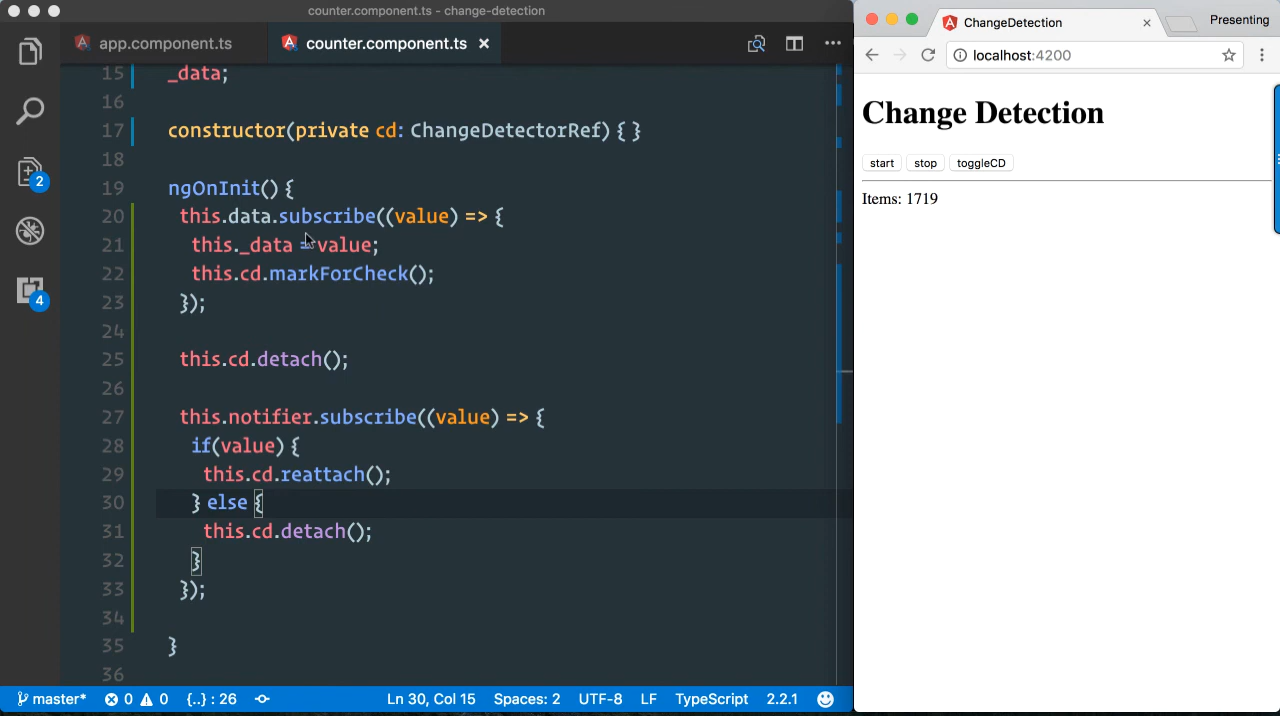 counter.component.ts - change-detection
app.component.ts
counter.component.ts
15 _data;
16
17 constructor(private cd: ChangeDetectorRef) { }
18
19 ngOnInit() {
20 this.data.subscribe((value) => {
21 this._data = value;
22 this.cd.markForCheck();
23 });
24
25 this.cd.detach();
26
27 this.notifier.subscribe((value) => {
28 if(value) {
29 this.cd.reattach();
30 } else {
31 this.cd.detach();
32 }
33 });
34
35 }
36
2
4
master* 0 0 {..} : 26 Ln 30, Col 15 Spaces: 2 UTF-8 LF TypeScript 2.2.1
ChangeDetection
Presenting
localhost:4200
Change Detection
start stop toggleCD
Items: 1719